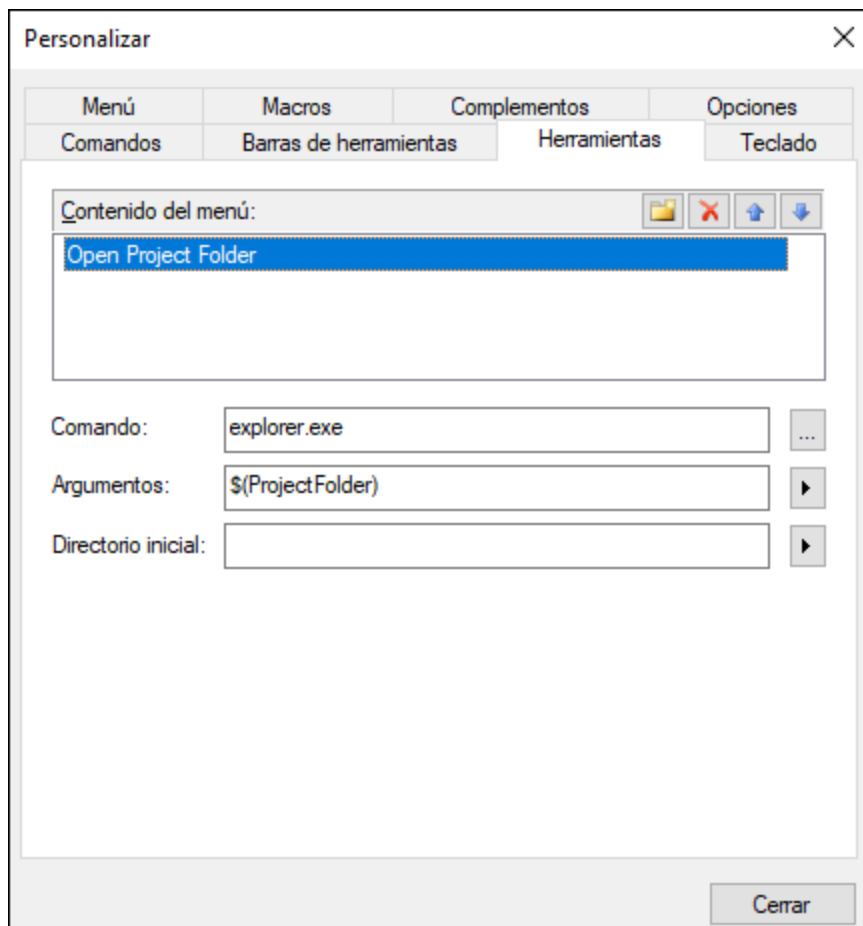 Personalizar
Menú Macros Complementos Opciones
Comandos Barras de herramientas Herramientas Teclado
Contenido del menú:
Open Project Folder
Comando: explorer.exe ...
Argumentos: $(ProjectFolder)
Directorio inicial:
Cerrar